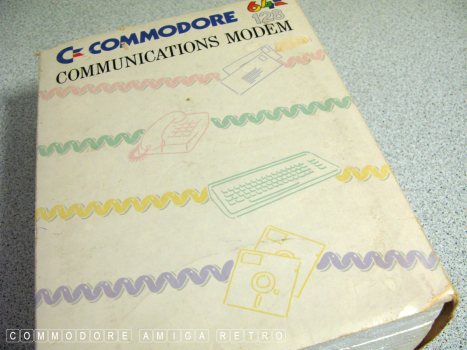 C= COMMODORE 64
128
COMMUNICATIONS MODEM
COMMODORE AMIGA RETRO